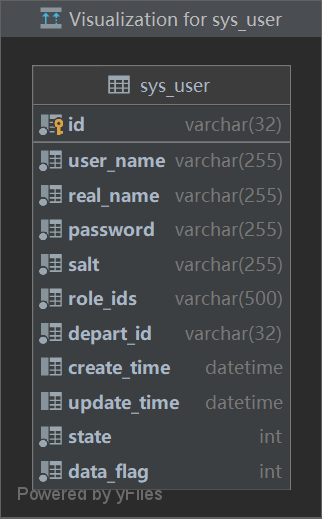 Visualization for sys_user
sys_user
id varchar(32)
user_name varchar(255)
real_name varchar(255)
password varchar(255)
salt varchar(255)
role_ids varchar(500)
depart_id varchar(32)
create_time datetime
update_time datetime
state int
data_flag int
Powered by yFiles